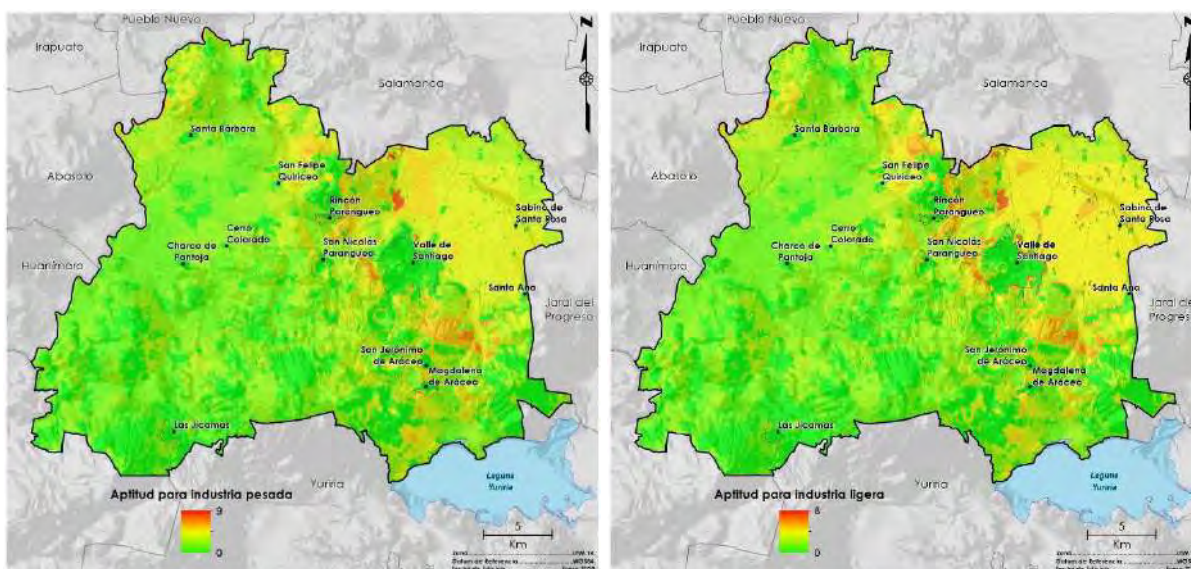 Pueblo Nuevo
Irapuato
Salamanca
Santa Bárbara
San Felipe
Quiriceo
Abasolo
Rincón
Parangueo
Sabino de
Santa Rosa
Cerro
Colorado
Charco de
Pantoja
San Nicolás
Parangueo
Valle de
Santiago
Huanímaro
Santa Ana
Jaral del
Progreso
San Jerónimo
de Aráceo
Magdalena
de Aráceo
Las Jícamas
Yuriria
Laguna
Yuriria
Aptitud para industria pesada
9
0
5
Km
Pueblo Nuevo
Irapuato
Salamanca
Santa Bárbara
San Felipe
Quiriceo
Abasolo
Rincón
Parangueo
Sabino de
Santa Rosa
Cerro
Colorado
Charco de
Pantoja
San Nicolás
Parangueo
Valle de
Santiago
Huanímaro
Santa Ana
Jaral del
Progreso
San Jerónimo
de Aráceo
Magdalena
de Aráceo
Las Jícamas
Yuriria
Laguna
Yuriria
Aptitud para industria ligera
0
5
Km